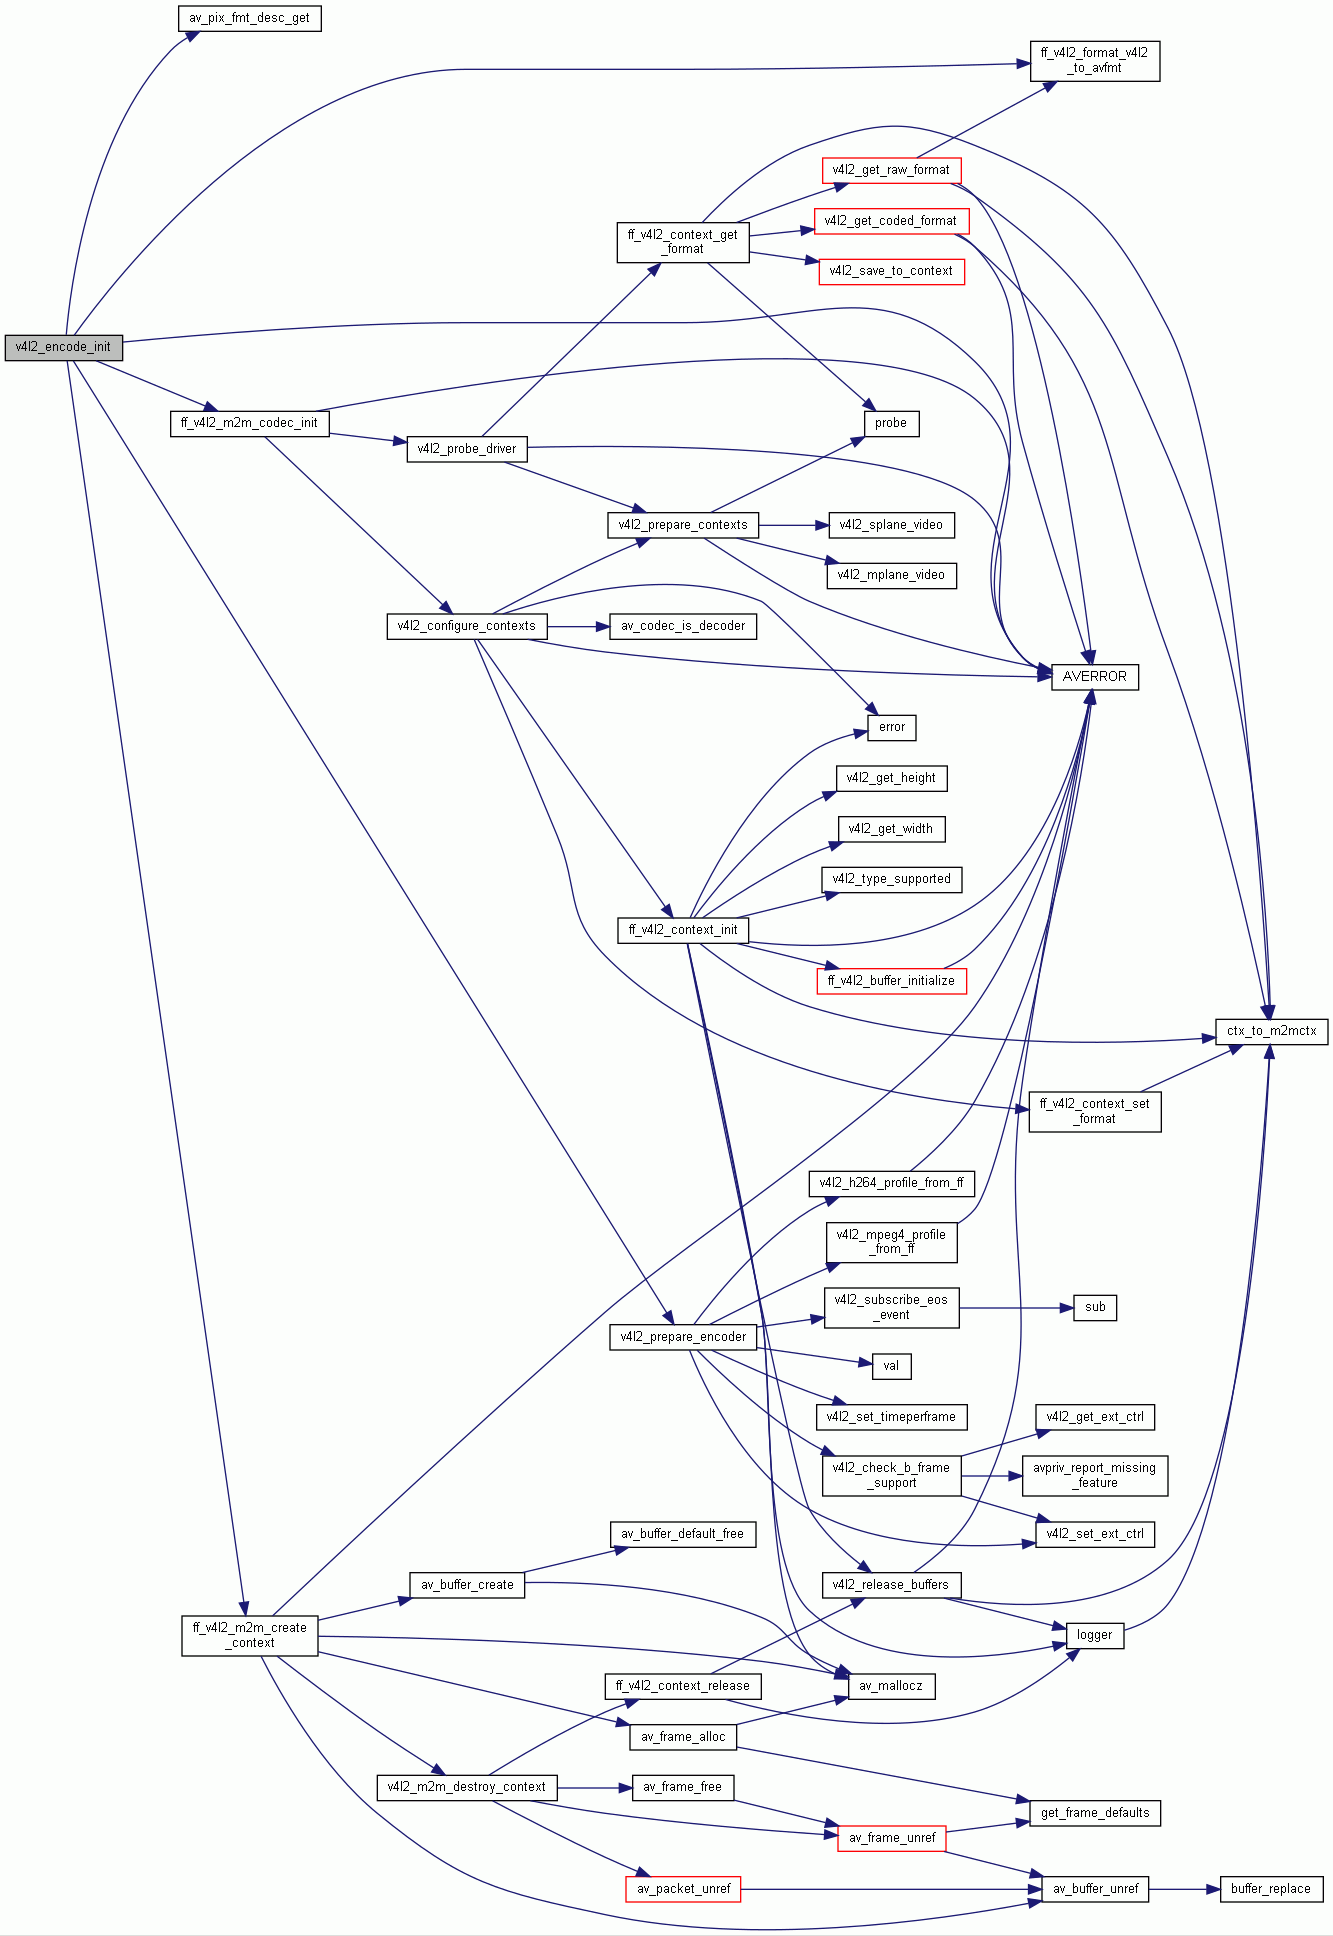 av_pix_fmt_desc_get
ff_v4l2_format_v4l2
_to_avfmt
v4l2_get_raw_format
v4l2_get_coded_format
ff_v4l2_context_get
_format
v4l2_save_to_context
v4l2_encode_init
ff_v4l2_m2m_codec_init
probe
v4l2_probe_driver
v4l2_prepare_contexts
v4l2_splane_video
v4l2_mplane_video
v4l2_configure_contexts
av_codec_is_decoder
AVERROR
error
v4l2_get_height
v4l2_get_width
v4l2_type_supported
ff_v4l2_context_init
ff_v4l2_buffer_initialize
ctx_to_m2mctx
ff_v4l2_context_set
_format
v4l2_h264_profile_from_ff
v4l2_mpeg4_profile
_from_ff
v4l2_subscribe_eos
_event
sub
v4l2_prepare_encoder
val
v4l2_set_timeperframe
v4l2_get_ext_ctrl
v4l2_check_b_frame
_support
avpriv_report_missing
_feature
v4l2_set_ext_ctrl
av_buffer_default_free
av_buffer_create
v4l2_release_buffers
ff_v4l2_m2m_create
_context
logger
ff_v4l2_context_release
av_mallocz
av_frame_alloc
v4l2_m2m_destroy_context
av_frame_free
get_frame_defaults
av_frame_unref
av_packet_unref
av_buffer_unref
buffer_replace